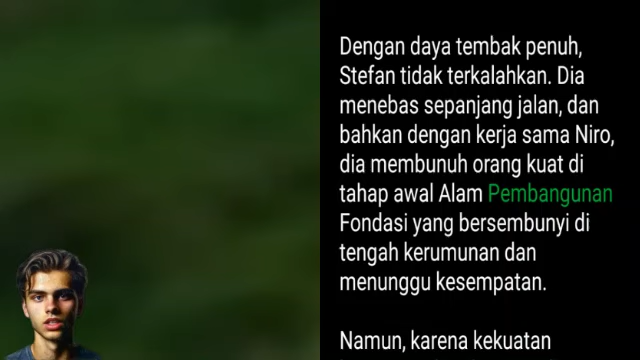 Dengan daya tembak penuh,
Stefan tidak terkalahkan. Dia
menebas sepanjang jalan, dan
bahkan dengan kerja sama Niro,
dia membunuh orang kuat di
tahap awal Alam Pembangunan
Fondasi yang bersembunyi di
tengah kerumunan dan
menunggu kesempatan.
Namun, karena kekuatan